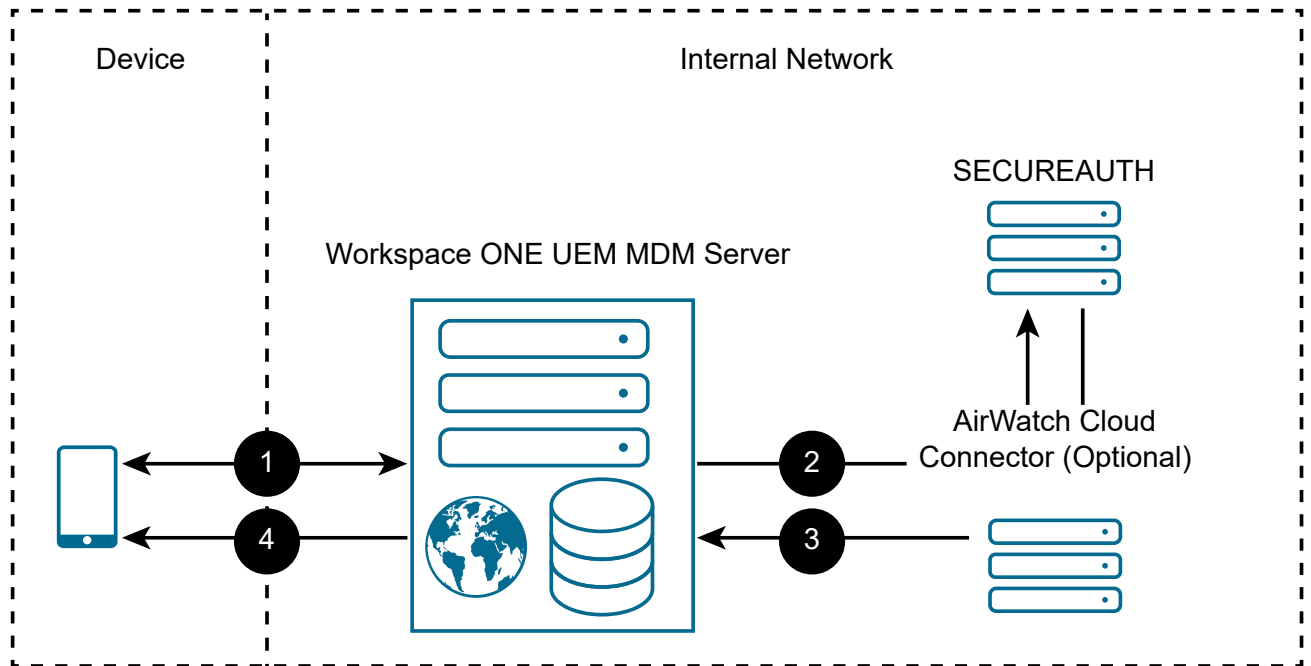 Device
Internal Network
SECUREAUTH
Workspace ONE UEM MDM Server
AirWatch Cloud
Connector (Optional)
1
2
4
3